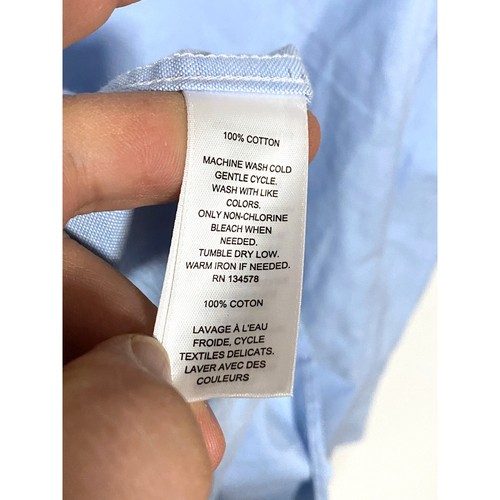 100% COTTON
MACHINE WASH COLD
GENTLE CYCLE.
WASH WITH LIKE
COLORS.
ONLY NON-CHLORINE
BLEACH WHEN
NEEDED.
TUMBLE DRY LOW.
WARM IRON IF NEEDED.
RN 134578
100% COTON
LAVAGE À L'EAU
FROIDE, CYCLE
TEXTILES DELICATS.
LAVER AVEC DES
COULEURS